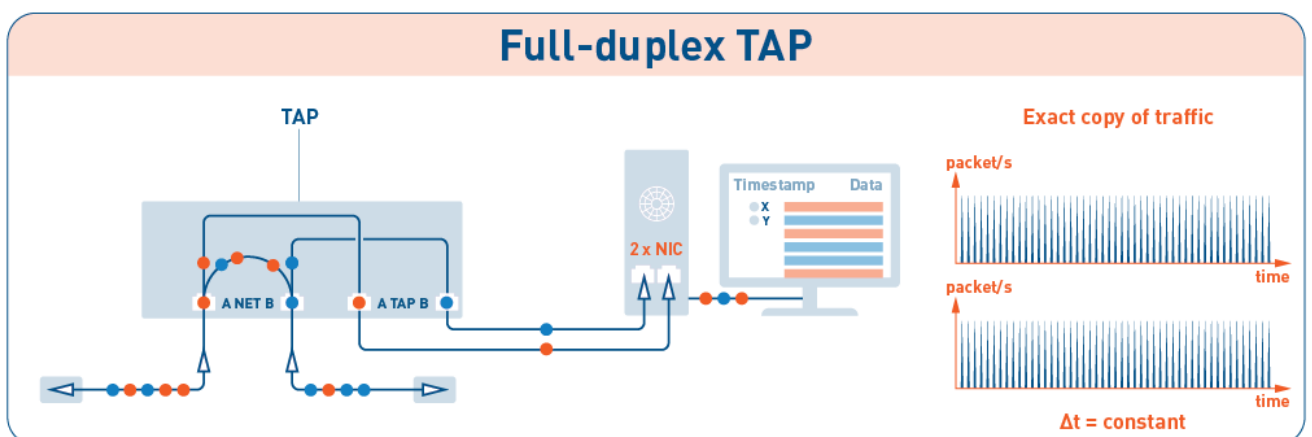 Full-duplex TAP
TAP
A NET B
A TAP B
2 x NIC
Timestamp Data
X
Y
Exact copy of traffic
packet/s
time
packet/s
time
Δt = constant